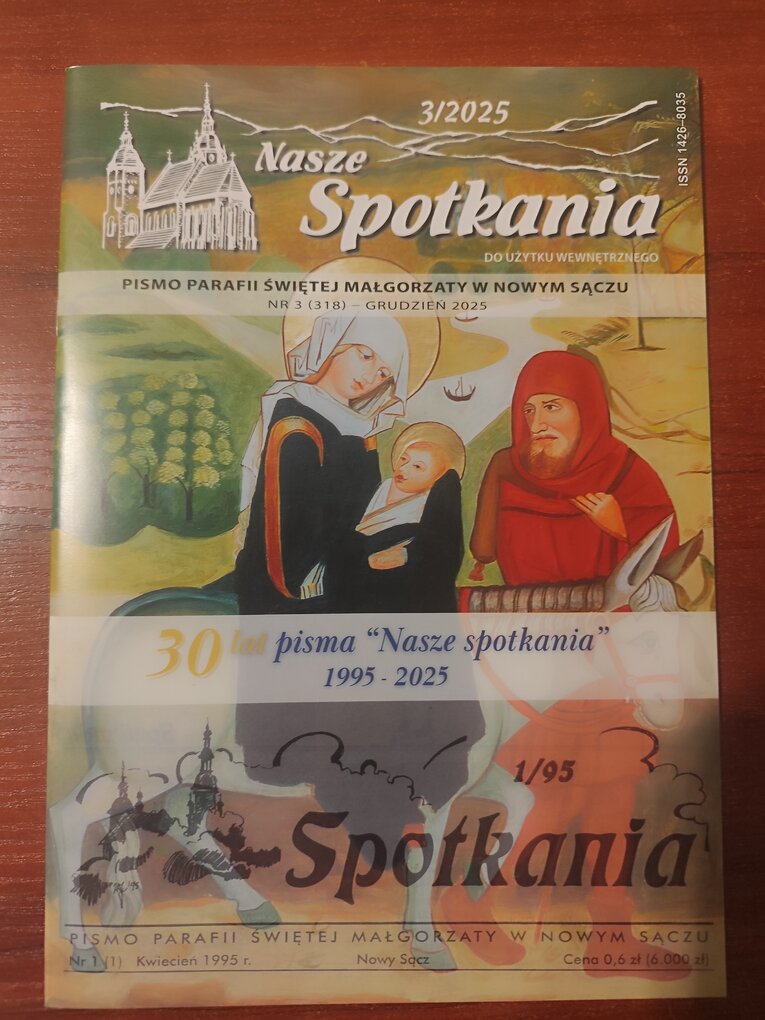 3/2025
ISSN 1426–8035
Nasze
Spotkania
DO UŻYTKU WEWNĘTRZNEGO
PISMO PARAFII ŚWIĘTEJ MAŁGORZATY W NOWYM SĄCZU
NR 3 (318) – GRUDZIEŃ 2025
30 lat pisma “Nasze spotkania”
1995 - 2025
1/95
Spotkania
PISMO PARAFII ŚWIĘTEJ MAŁGORZATY W NOWYM SĄCZU
Nr 1 (1) Kwiecień 1995 r. Nowy Sącz Cena 0,6 zł (6.000 zł)